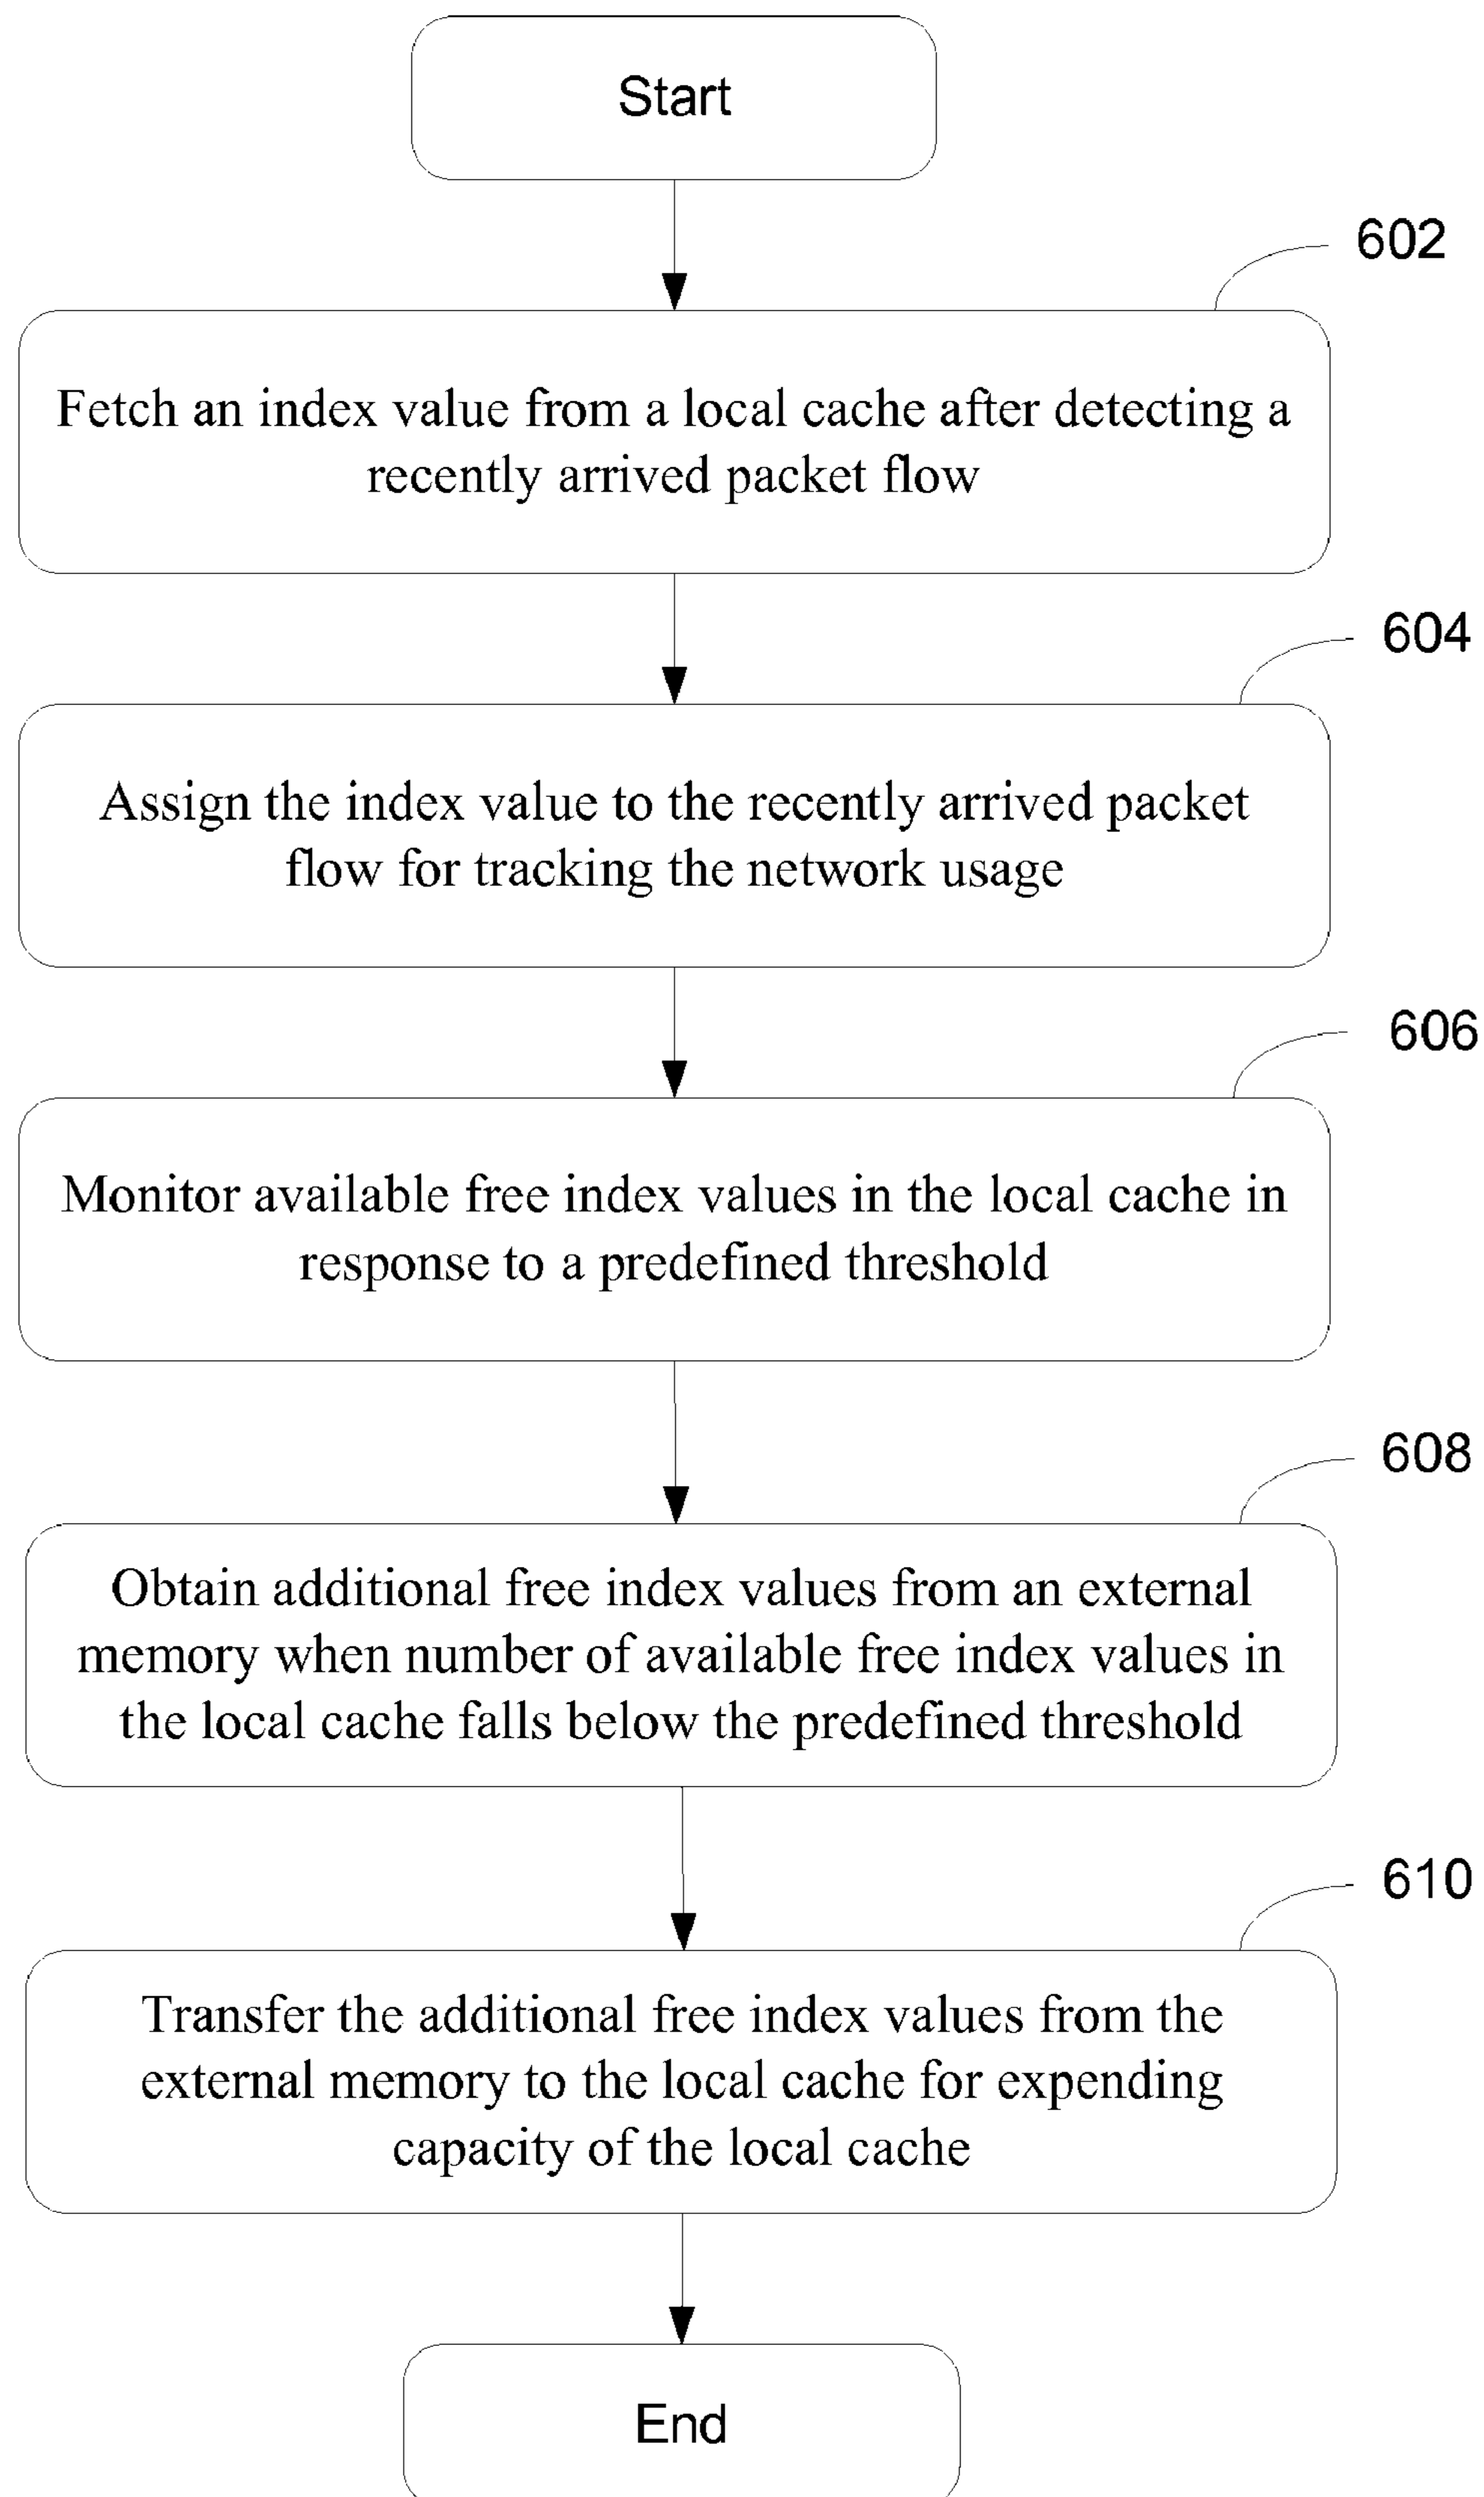 Start
602
Fetch an index value from a local cache after detecting a
recently arrived packet flow
604
Assign the index value to the recently arrived packet
flow for tracking the network usage
606
Monitor available free index values in the local cache in
response to a predefined threshold
608
Obtain additional free index values from an external
memory when number of available free index values in
the local cache falls below the predefined threshold
610
Transfer the additional free index values from the
external memory to the local cache for expending
capacity of the local cache
End